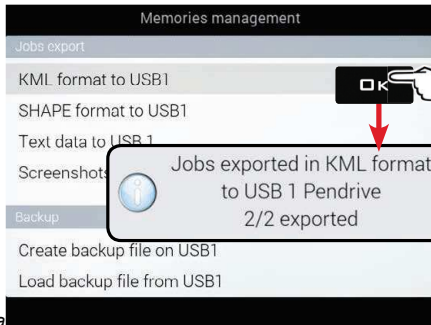 Memories management
Jobs export
KML format to USB1
OK
SHAPE format to USB1
Text data to USB 1
Screenshots
Jobs exported in KML format
to USB 1 Pendrive
2/2 exported
Backup
Create backup file on USB1
Load backup file from USB1
a